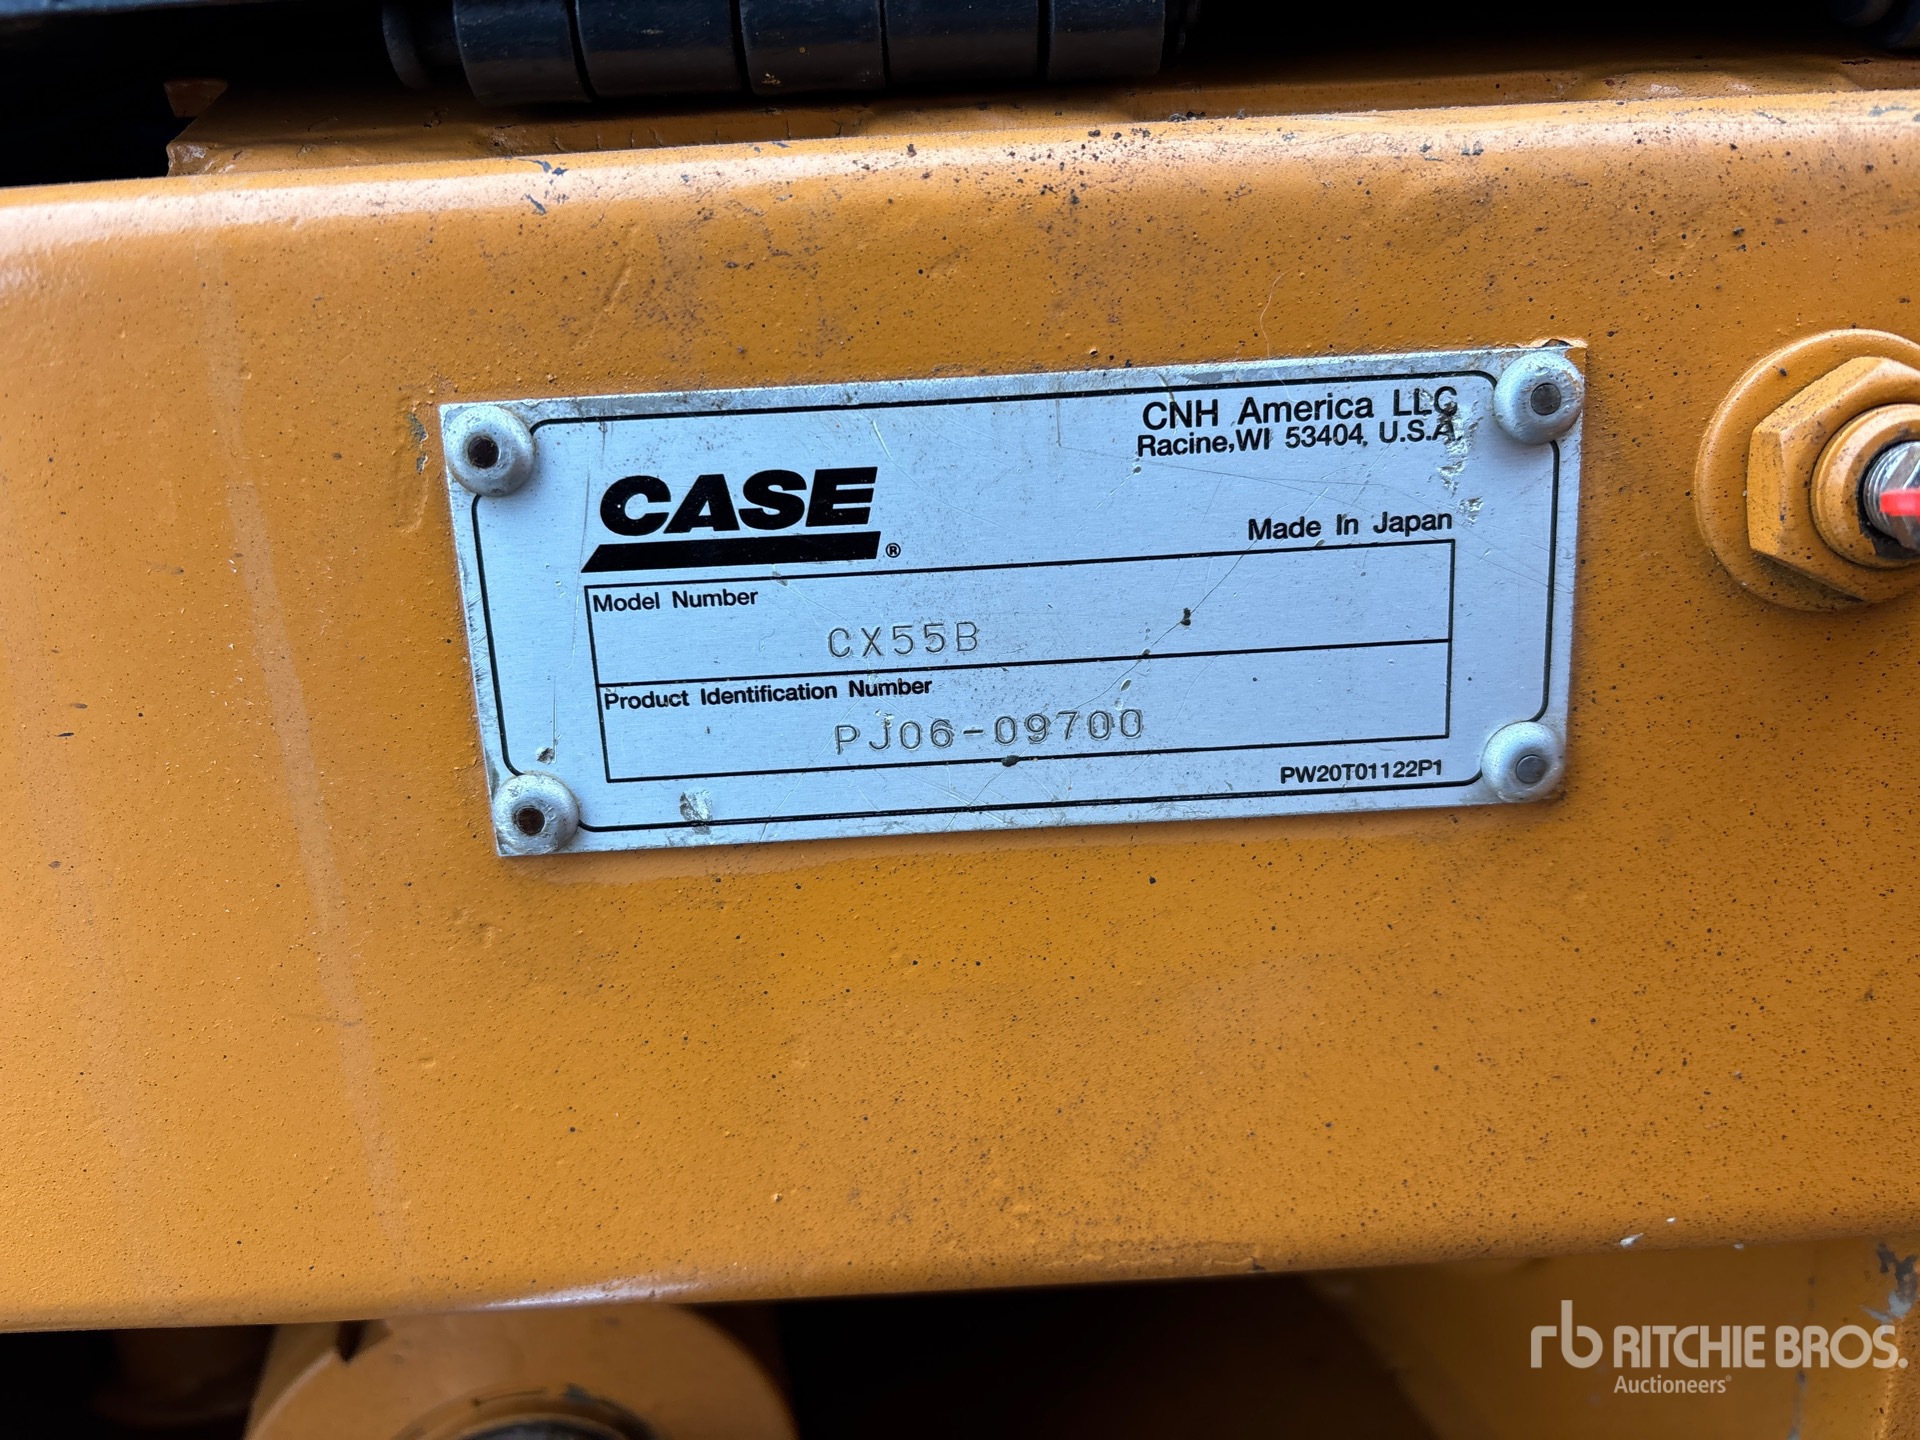 CNH America LLC
Racine, WI 53404, U.S.A.
CASE®
Made In Japan
Model Number
CX55B
Product Identification Number
PJ06-09700
PW20T01122P1
rb RITCHIE BROS.
Auctioneers®